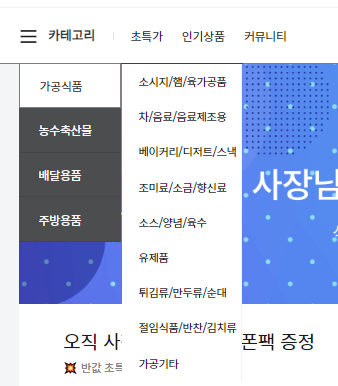 카테고리
초특가
인기상품
커뮤니티
가공식품
농수축산물
배달용품
주방용품
소시지/햄/육가공품
차/음료/음료제조용
베이커리/디저트/스낵
조미료/소금/향신료
소스/양념/육수
유제품
튀김류/만두류/순대
절임식품/반찬/김치류
가공기타
사장님
오직 사
폰팩 증정
반값 초특